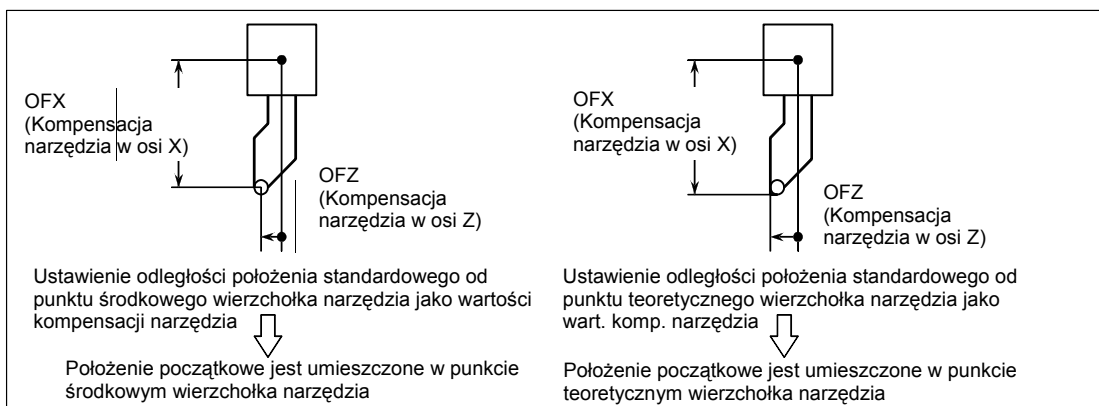 OFX
(Kompensacja
narzędzia w osi X)
OFZ
(Kompensacja
narzędzia w osi Z)
Ustawienie odległości położenia standardowego od
punktu środkowego wierzchołka narzędzia jako wartości
kompensacji narzędzia
Położenie początkowe jest umieszczone w punkcie
środkowym wierzchołka narzędzia
OFX
(Kompensacja
narzędzia w osi X)
OFZ
(Kompensacja
narzędzia w osi Z)
Ustawienie odległości położenia standardowego od
punktu teoretycznego wierzchołka narzędzia jako
wart. komp. narzędzia
Położenie początkowe jest umieszczone w punkcie
teoretycznym wierzchołka narzędzia